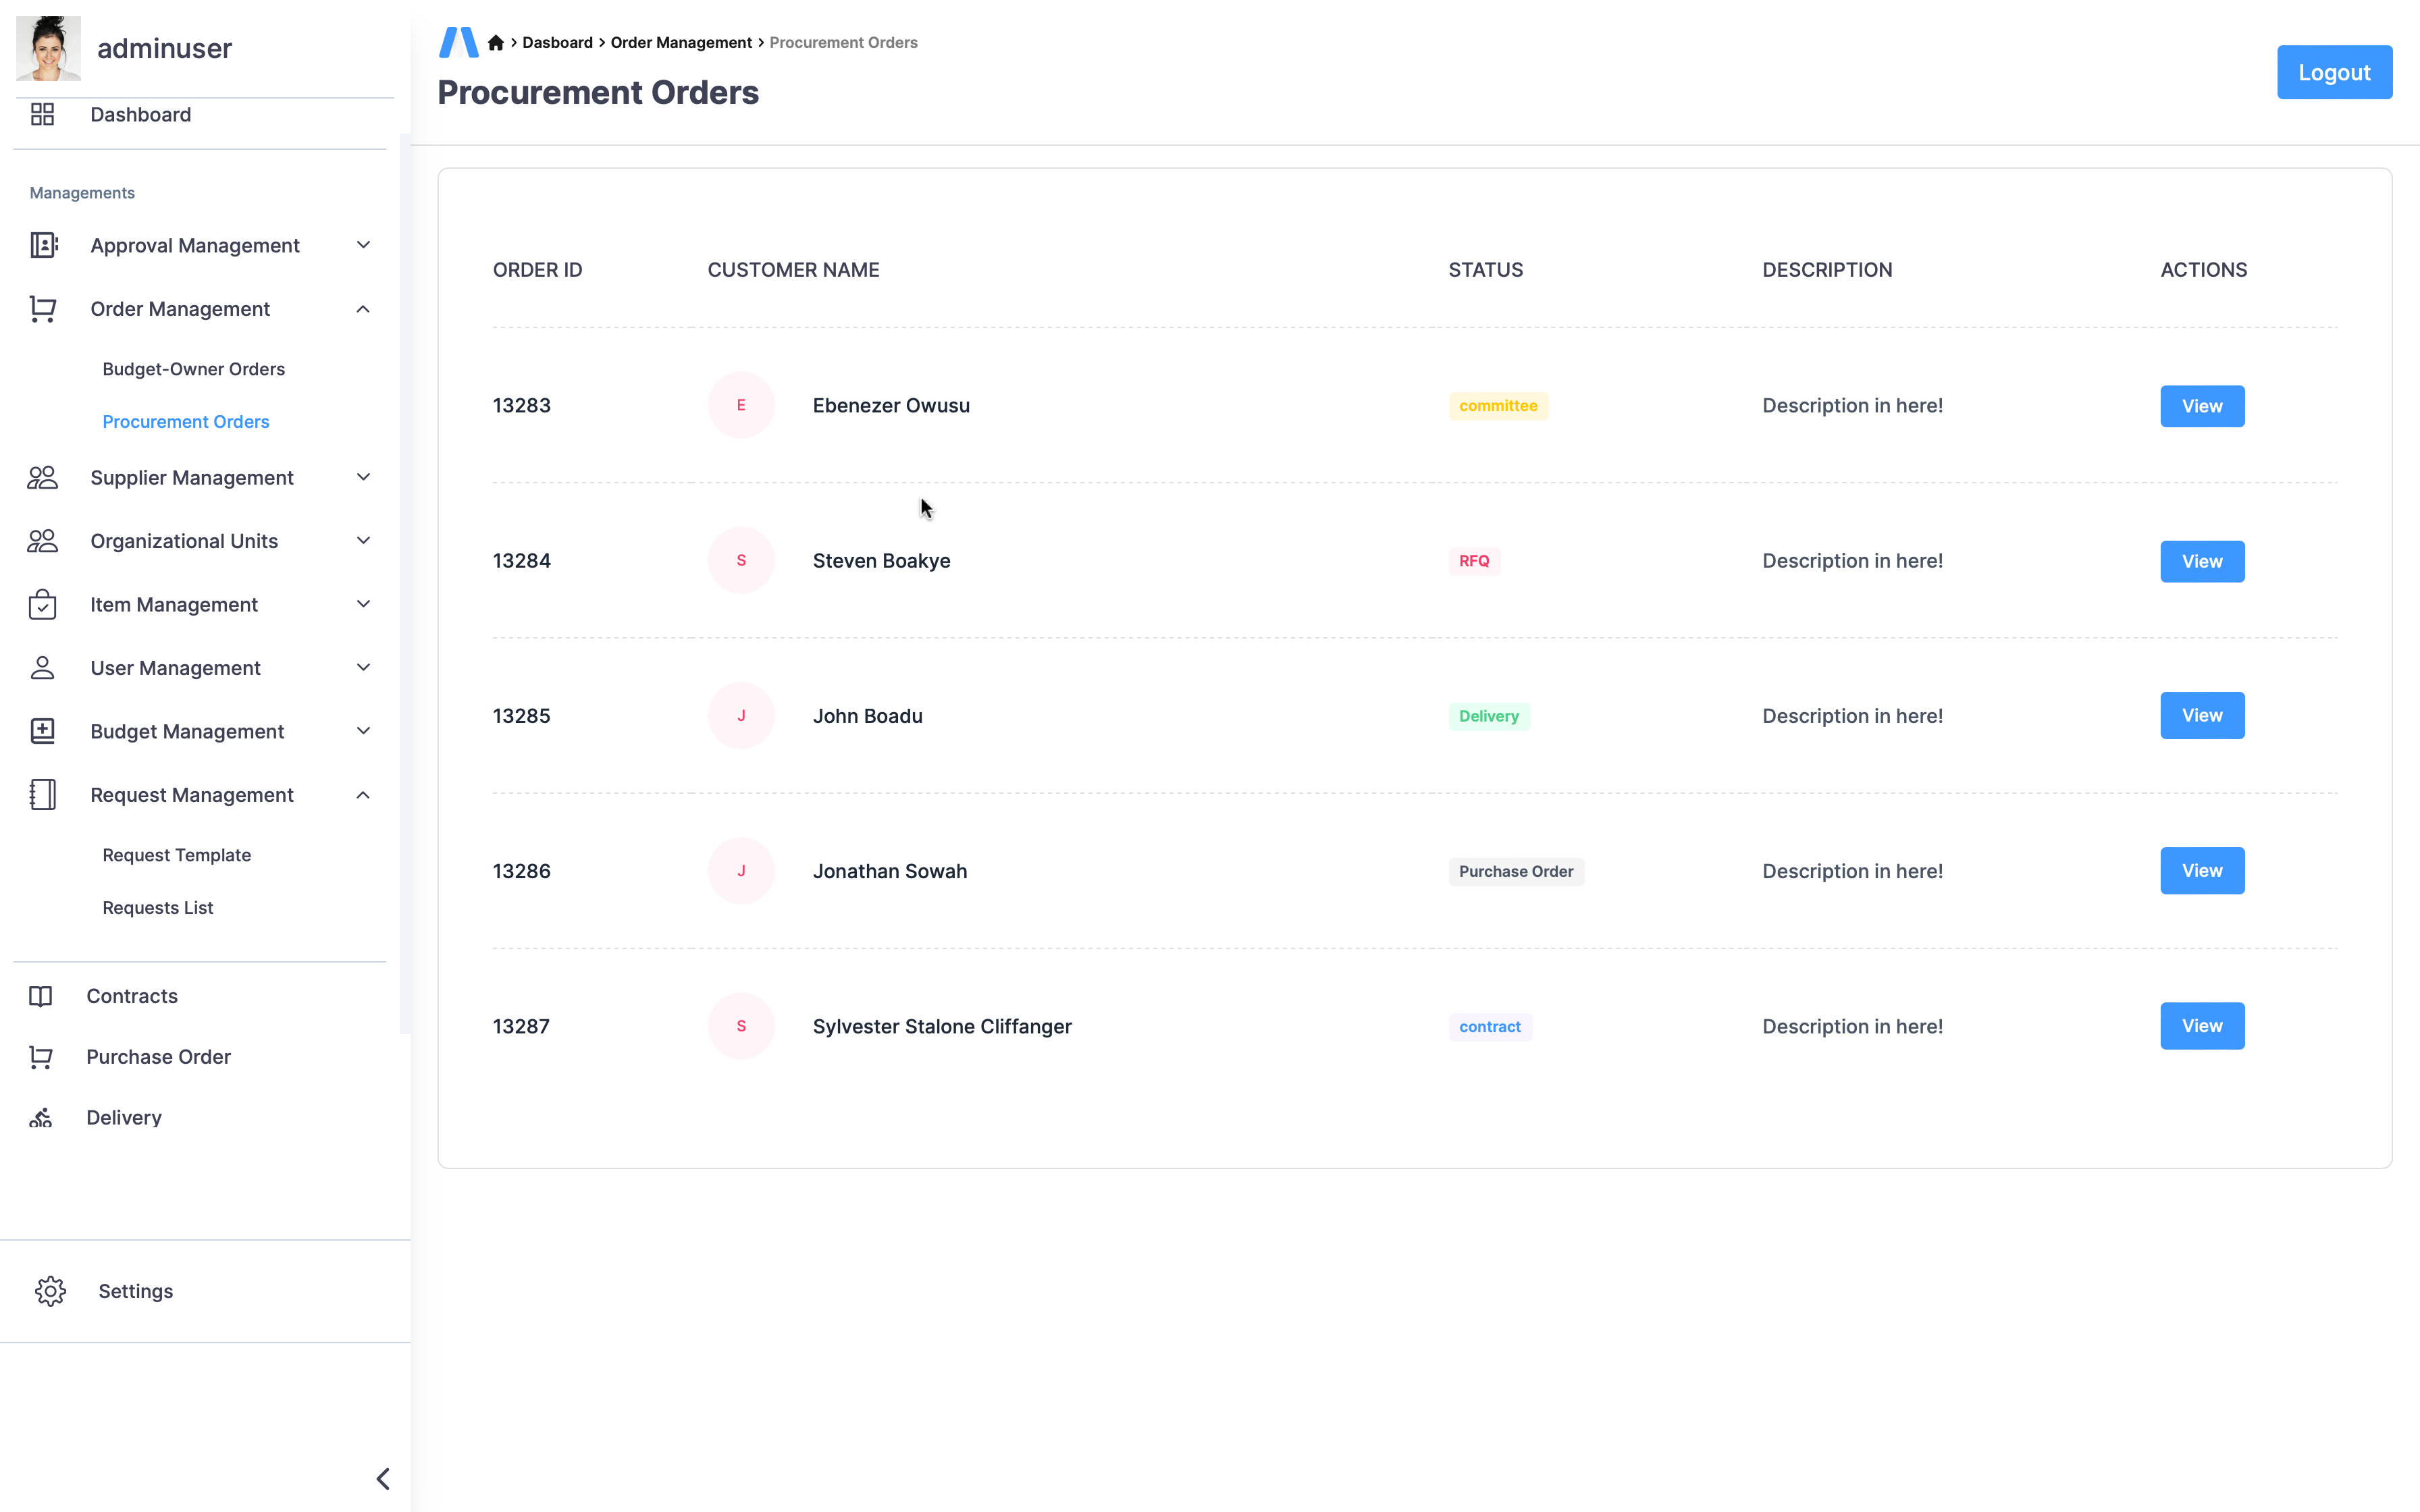 adminuser
Dashboard
Managements
Approval Management
Order Management
Budget-Owner Orders
Procurement Orders
Supplier Management
Organizational Units
Item Management
User Management
Budget Management
Request Management
Request Template
Requests List
Contracts
Purchase Order
Delivery
Settings
> Dasboard > Order Management > Procurement Orders
Procurement Orders
Logout
ORDER ID CUSTOMER NAME STATUS DESCRIPTION ACTIONS
13283 E Ebenezer Owusu committee Description in here! View
13284 S Steven Boakye RFQ Description in here! View
13285 J John Boadu Delivery Description in here! View
13286 J Jonathan Sowah Purchase Order Description in here! View
13287 S Sylvester Stalone Cliffanger contract Description in here! View